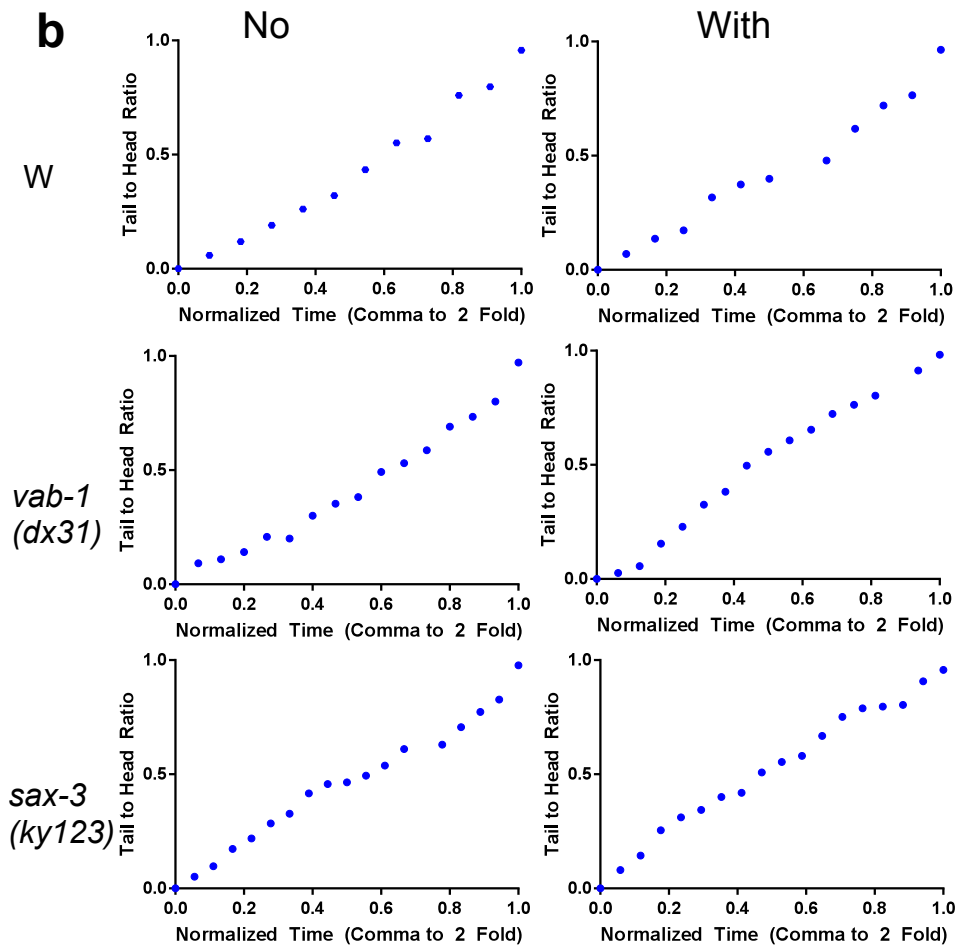 b
No
With
W
Tail to Head Ratio
1.0
0.5
0.0
0.0 0.2 0.4 0.6 0.8 1.0
Normalized Time (Comma to 2 Fold)
Tail to Head Ratio
1.0
0.5
0.0
0.0 0.2 0.4 0.6 0.8 1.0
Normalized Time (Comma to 2 Fold)
vab-1
(dx31)
Tail to Head Ratio
1.0
0.5
0.0
0.0 0.2 0.4 0.6 0.8 1.0
Normalized Time (Comma to 2 Fold)
Tail to Head Ratio
1.0
0.5
0.0
0.0 0.2 0.4 0.6 0.8 1.0
Normalized Time (Comma to 2 Fold)
sax-3
(ky123)
Tail to Head Ratio
1.0
0.5
0.0
0.0 0.2 0.4 0.6 0.8 1.0
Normalized Time (Comma to 2 Fold)
Tail to Head Ratio
1.0
0.5
0.0
0.0 0.2 0.4 0.6 0.8 1.0
Normalized Time (Comma to 2 Fold)